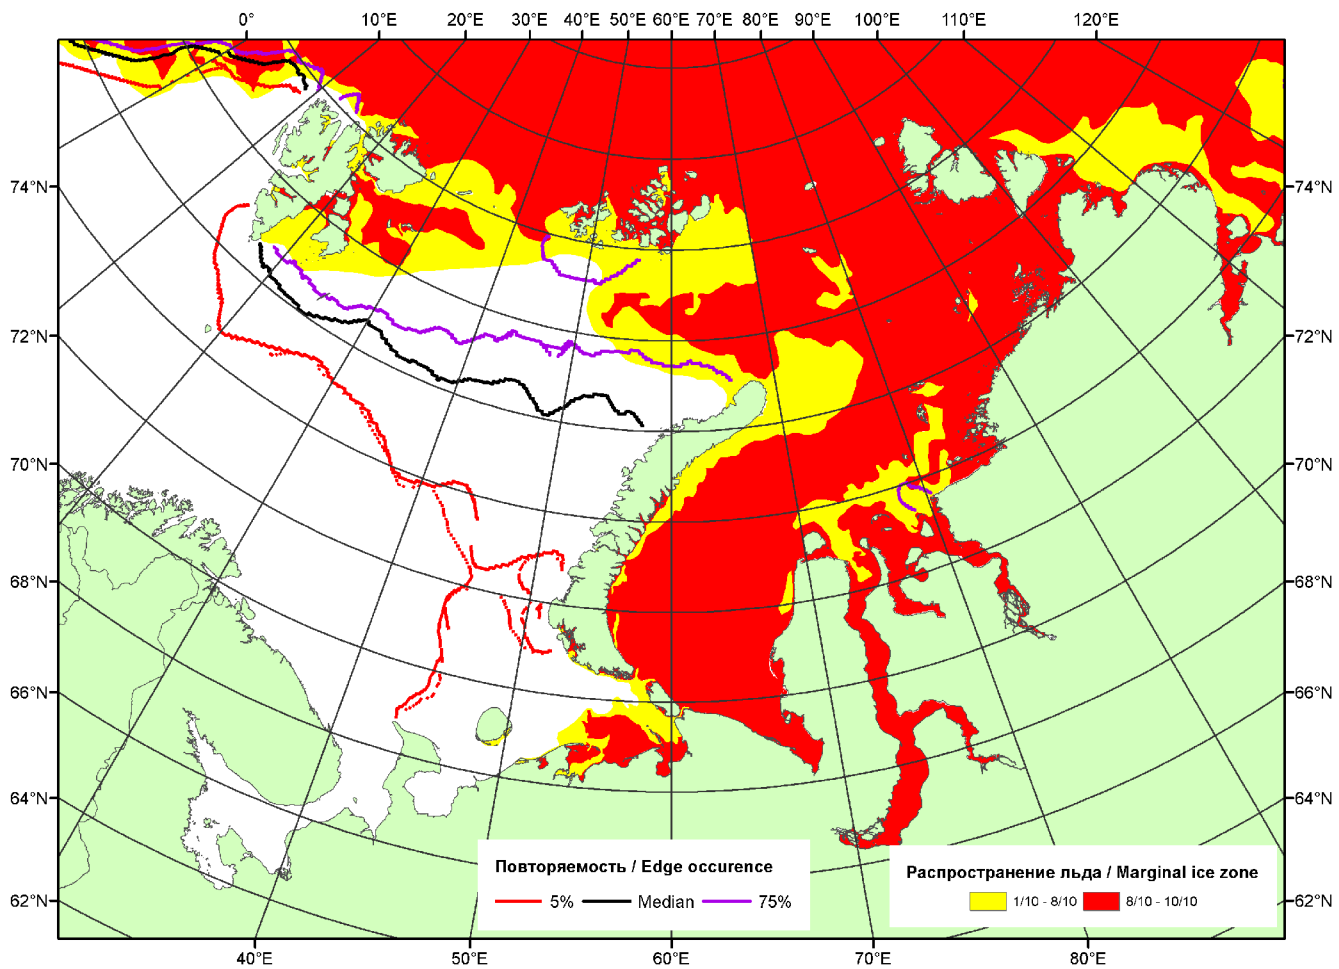 0° 10°E 20°E 30°E 40°E 50°E 60°E 70°E 80°E 90°E 100°E 110°E 120°E
74°N 74°N
72°N 72°N
70°N 70°N
68°N 68°N
66°N 66°N
64°N 64°N
62°N 62°N
Повторяемость / Edge occurence
5% Median 75%
Распространение льда / Marginal ice zone
1/10 - 8/10 8/10 - 10/10
40°E 50°E 60°E 70°E 80°E